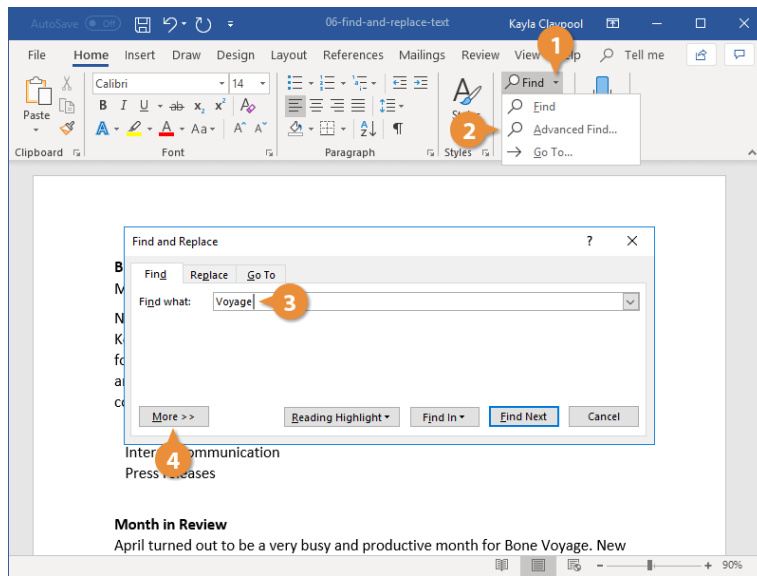 AutoSave Off 06-find-and-replace-text Kayla Claypool
1
File Home Insert Draw Design Layout References Mailings Review View Tell me
Calibri 14 Find
Paste B I U ab x₂ x² A
A A Aa A A
2
Find
Advanced Find...
Go To...
Clipboard Font Paragraph Styles
Find and Replace ? ×
Find Replace Go To
Find what: Voyage 3
More >> Reading Highlight Find In Find Next Cancel
4
Press releases
Month in Review
April turned out to be a very busy and productive month for Bone Voyage. New
90%